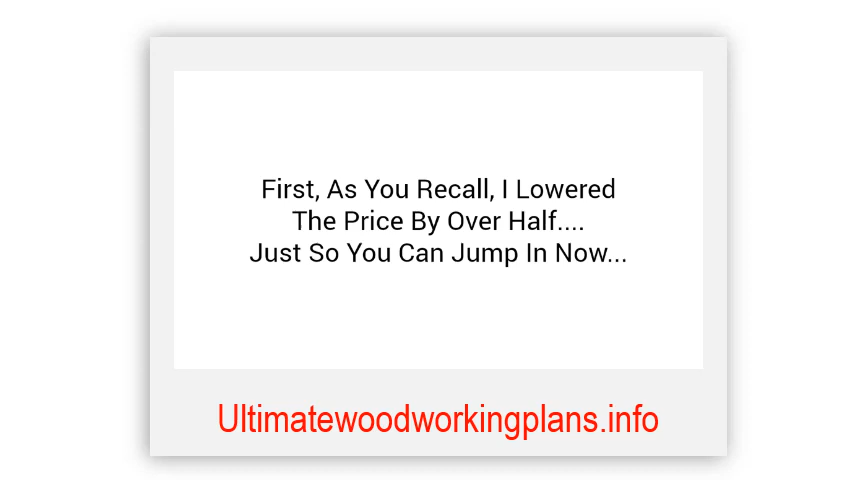 First, As You Recall, I Lowered
The Price By Over Half....
Just So You Can Jump In Now...
Ultimatewoodworkingplans.info